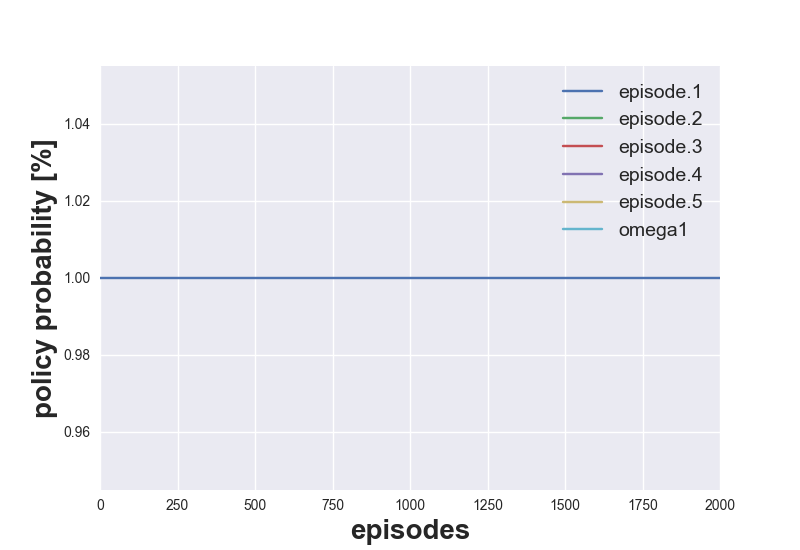 episode.1
episode.2
episode.3
episode.4
episode.5
omega1
policy probability [%]
1.04
1.02
1.00
0.98
0.96
0 250 500 750 1000 1250 1500 1750 2000
episodes